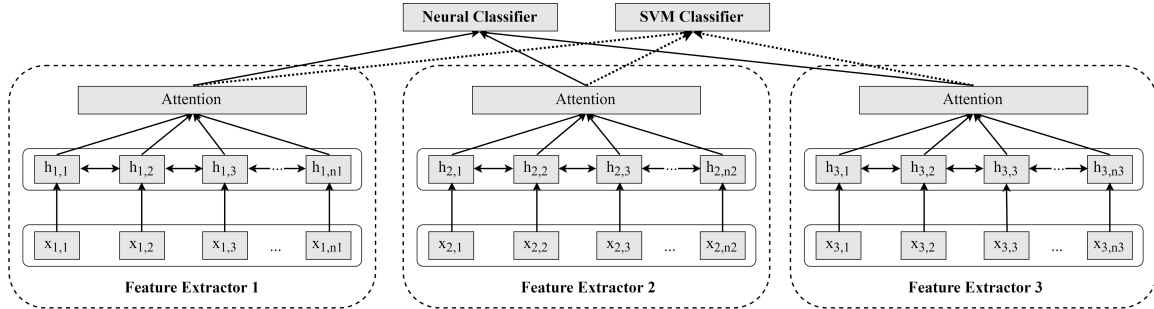 Neural Classifier SVM Classifier
Attention Attention Attention
h1,1 h1,2 h1,3 ... h1,n1 h2,1 h2,2 h2,3 ... h2,n2 h3,1 h3,2 h3,3 ... h3,n3
x1,1 x1,2 x1,3 ... x1,n1 x2,1 x2,2 x2,3 ... x2,n2 x3,1 x3,2 x3,3 ... x3,n3
Feature Extractor 1 Feature Extractor 2 Feature Extractor 3